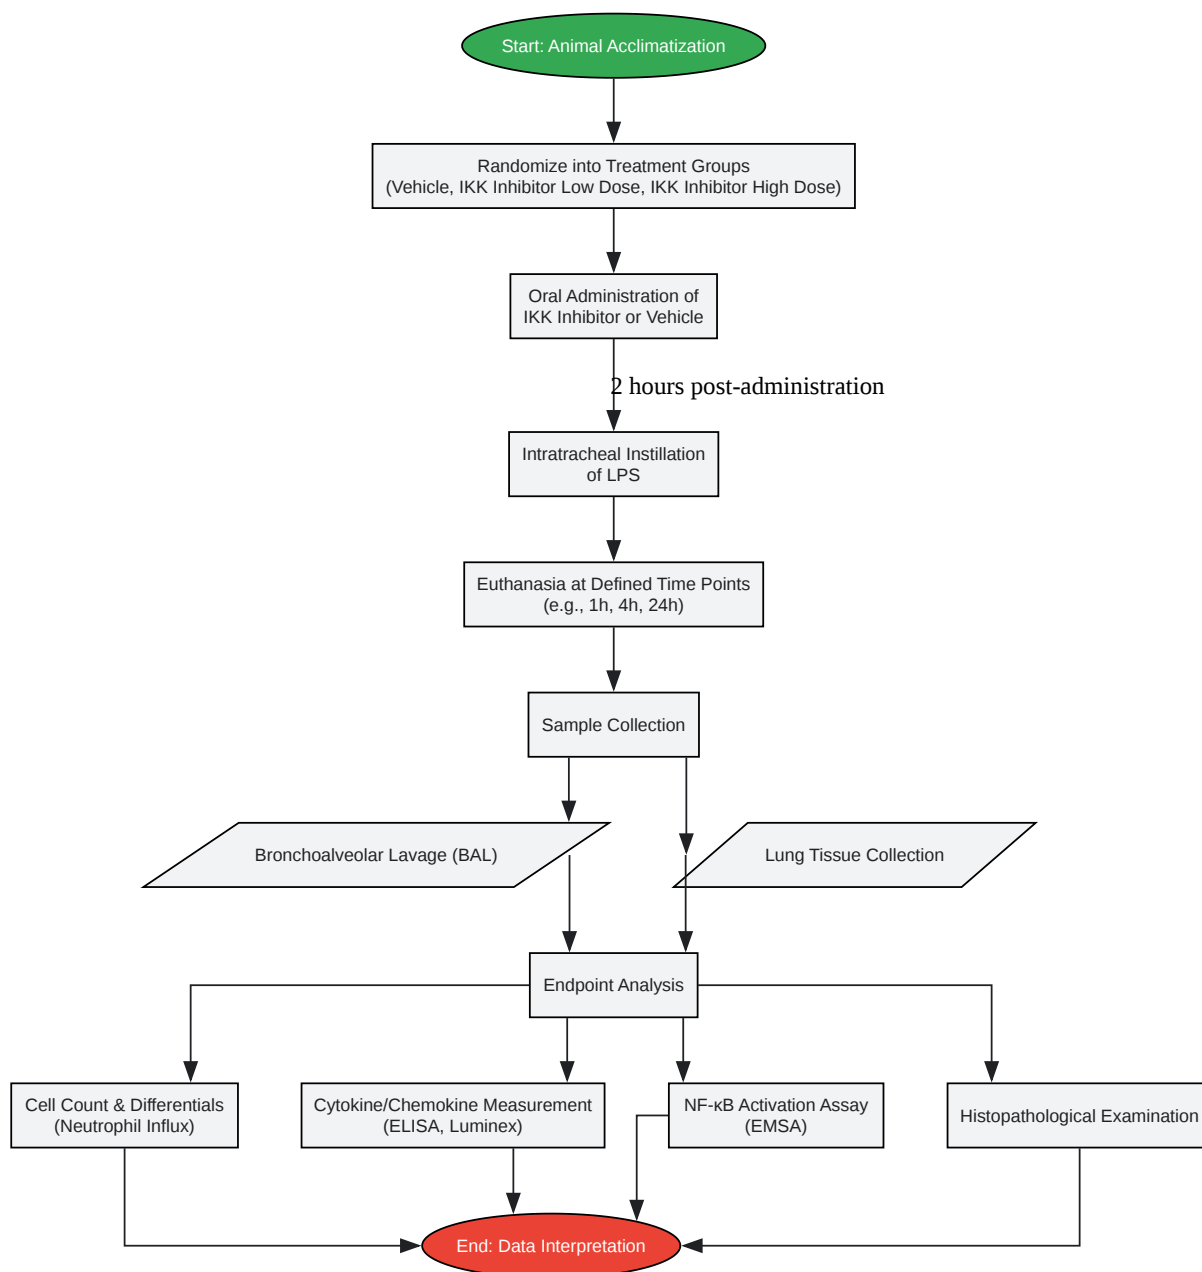 Start: Animal Acclimatization
Randomize into Treatment Groups
(Vehicle, IKK Inhibitor Low Dose, IKK Inhibitor High Dose)
Oral Administration of
IKK Inhibitor or Vehicle
2 hours post-administration
Intratracheal Instillation
of LPS
Euthanasia at Defined Time Points
(e.g., 1h, 4h, 24h)
Sample Collection
Bronchoalveolar Lavage (BAL)
Lung Tissue Collection
Endpoint Analysis
Cell Count & Differentials
(Neutrophil Influx)
Cytokine/Chemokine Measurement
(ELISA, Luminex)
NF-κB Activation Assay
(EMSA)
Histopathological Examination
End: Data Interpretation